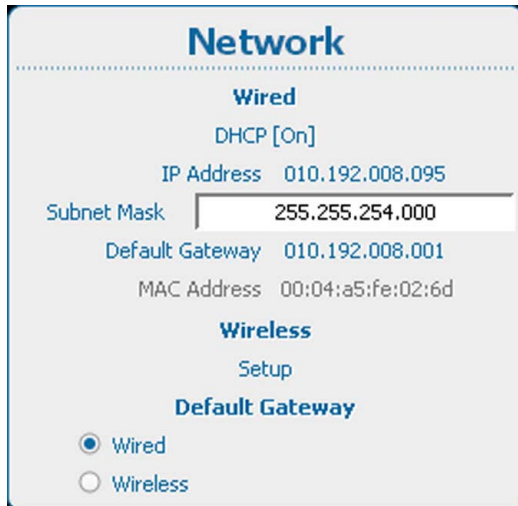 Network
Wired
DHCP [On]
IP Address 010.192.008.095
Subnet Mask 255.255.254.000
Default Gateway 010.192.008.001
MAC Address 00:04:a5:fe:02:6d
Wireless
Setup
Default Gateway
Wired
Wireless